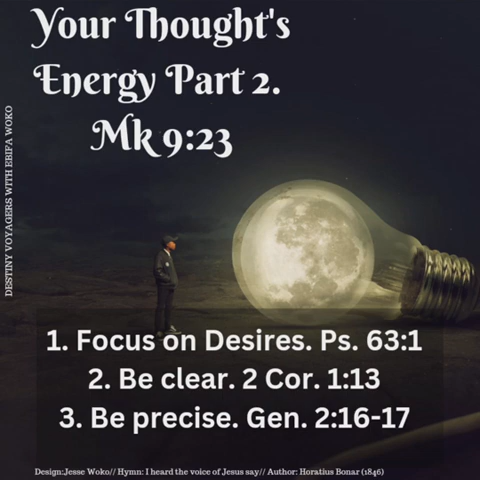 Your Thought's
Energy Part 2.
Mk 9:23
DESTINY VOYAGERS WITH EBIFA WOKO
1. Focus on Desires. Ps. 63:1
2. Be clear. 2 Cor. 1:13
3. Be precise. Gen. 2:16-17
Design:Jesse Woko// Hymn: I heard the voice of Jesus say// Author: Horatius Bonar (1846)